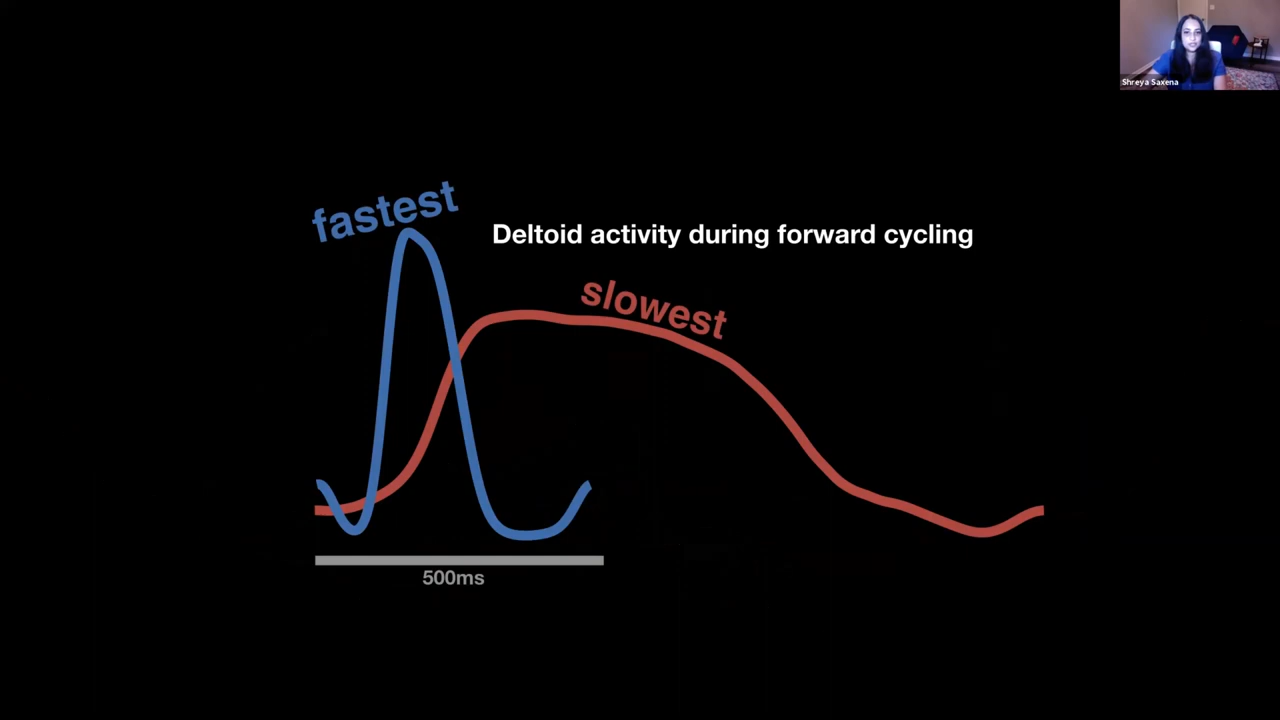 Shreya Saxena
fastest
Deltoid activity during forward cycling
slowest
500ms